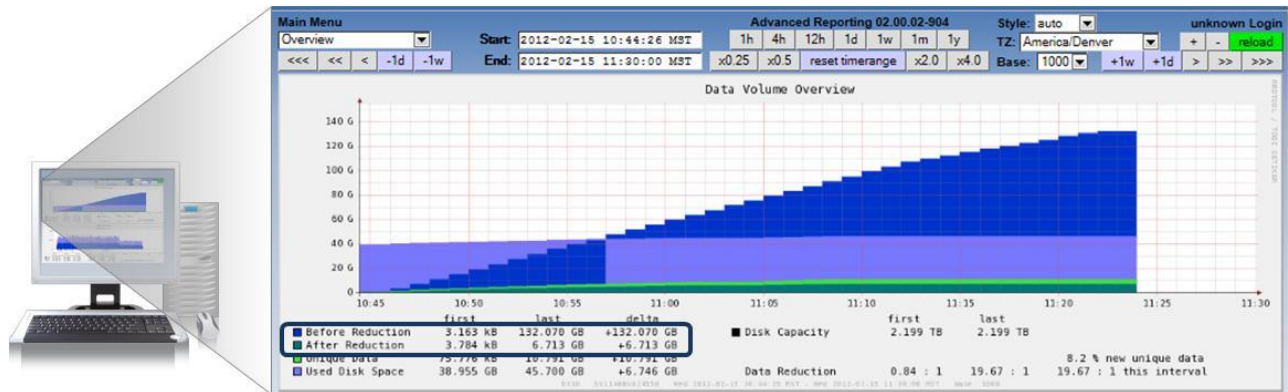 Main Menu Advanced Reporting 02.00.02-904 Style: auto unknown Login
Overview Start: 2012-02-15 10:44:26 MST 1h 4h 12h 1d 1w 1m 1y TZ: America/Denver + - reload
<<< << < -1d -1w End: 2012-02-15 11:30:00 MST x0.25 x0.5 reset timerange x2.0 x4.0 Base: 1000 +1w +1d > >> >>>
Data Volume Overview
140 G
120 G
100 G
80 G
60 G
40 G
20 G
0
10:45 10:50 10:55 11:00 11:05 11:10 11:15 11:20 11:25 11:30
first last delta first last
Before Reduction 3.163 kB 132.070 GB +132.070 GB Disk Capacity 2.199 TB 2.199 TB
After Reduction 3.784 kB 6.713 GB +6.713 GB
Unique Data 75.776 kB 10.791 GB +10.791 GB 8.2 % new unique data
Used Disk Space 38.955 GB 45.700 GB +6.746 GB Data Reduction 0.84 : 1 19.67 : 1 19.67 : 1 this interval